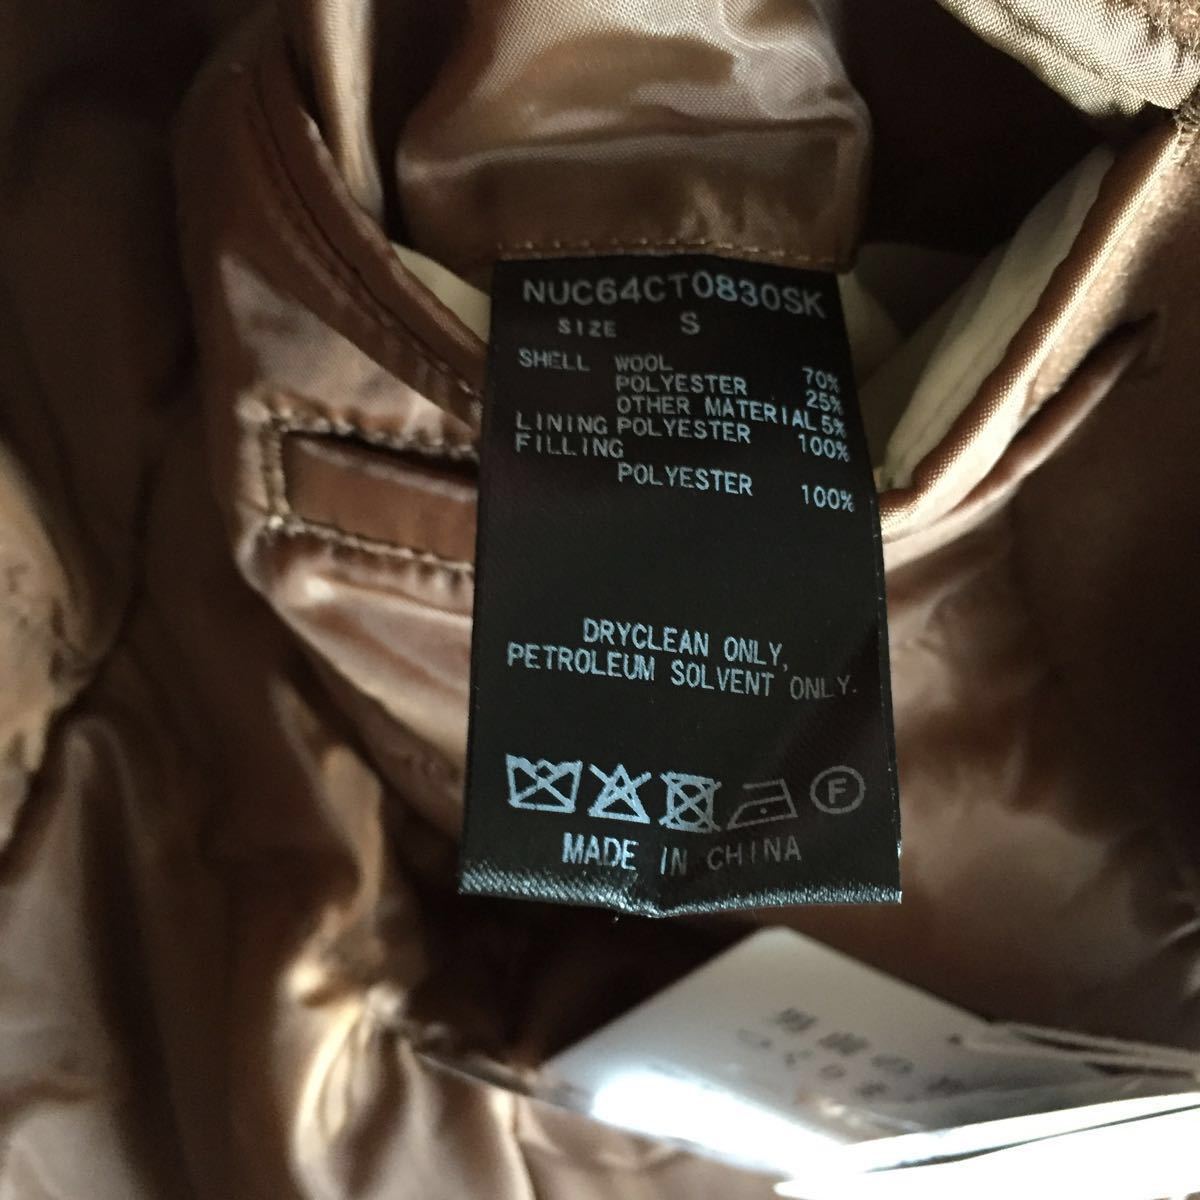 NUC64CT0830SK
SIZE S
SHELL WOOL 70%
POLYESTER 25%
OTHER MATERIAL 5%
LINING POLYESTER 100%
FILLING
POLYESTER 100%
DRYCLEAN ONLY,
PETROLEUM SOLVENT ONLY.
F
MADE IN CHINA